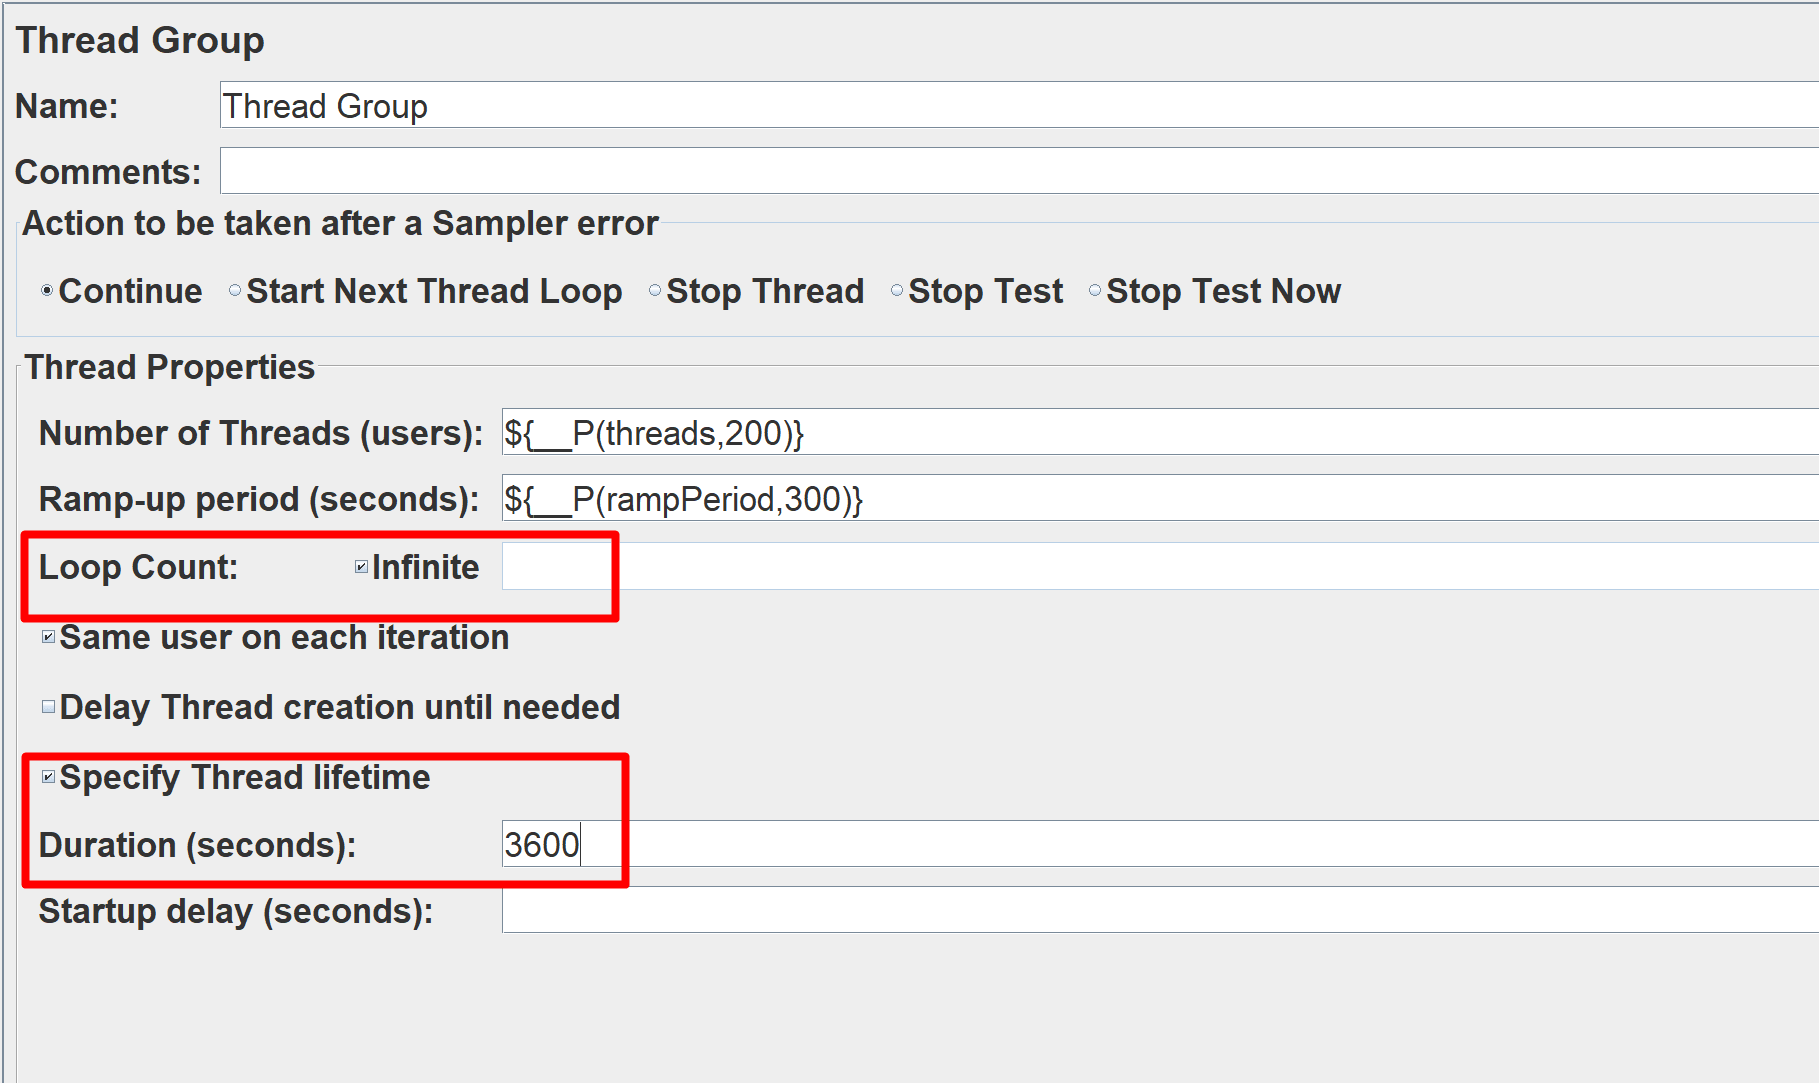 Thread Group
Name: Thread Group
Comments:
Action to be taken after a Sampler error
Continue Start Next Thread Loop Stop Thread Stop Test Stop Test Now
Thread Properties
Number of Threads (users): ${__P(threads,200)}
Ramp-up period (seconds): ${__P(rampPeriod,300)}
Loop Count: Infinite
Same user on each iteration
Delay Thread creation until needed
Specify Thread lifetime
Duration (seconds): 3600
Startup delay (seconds):